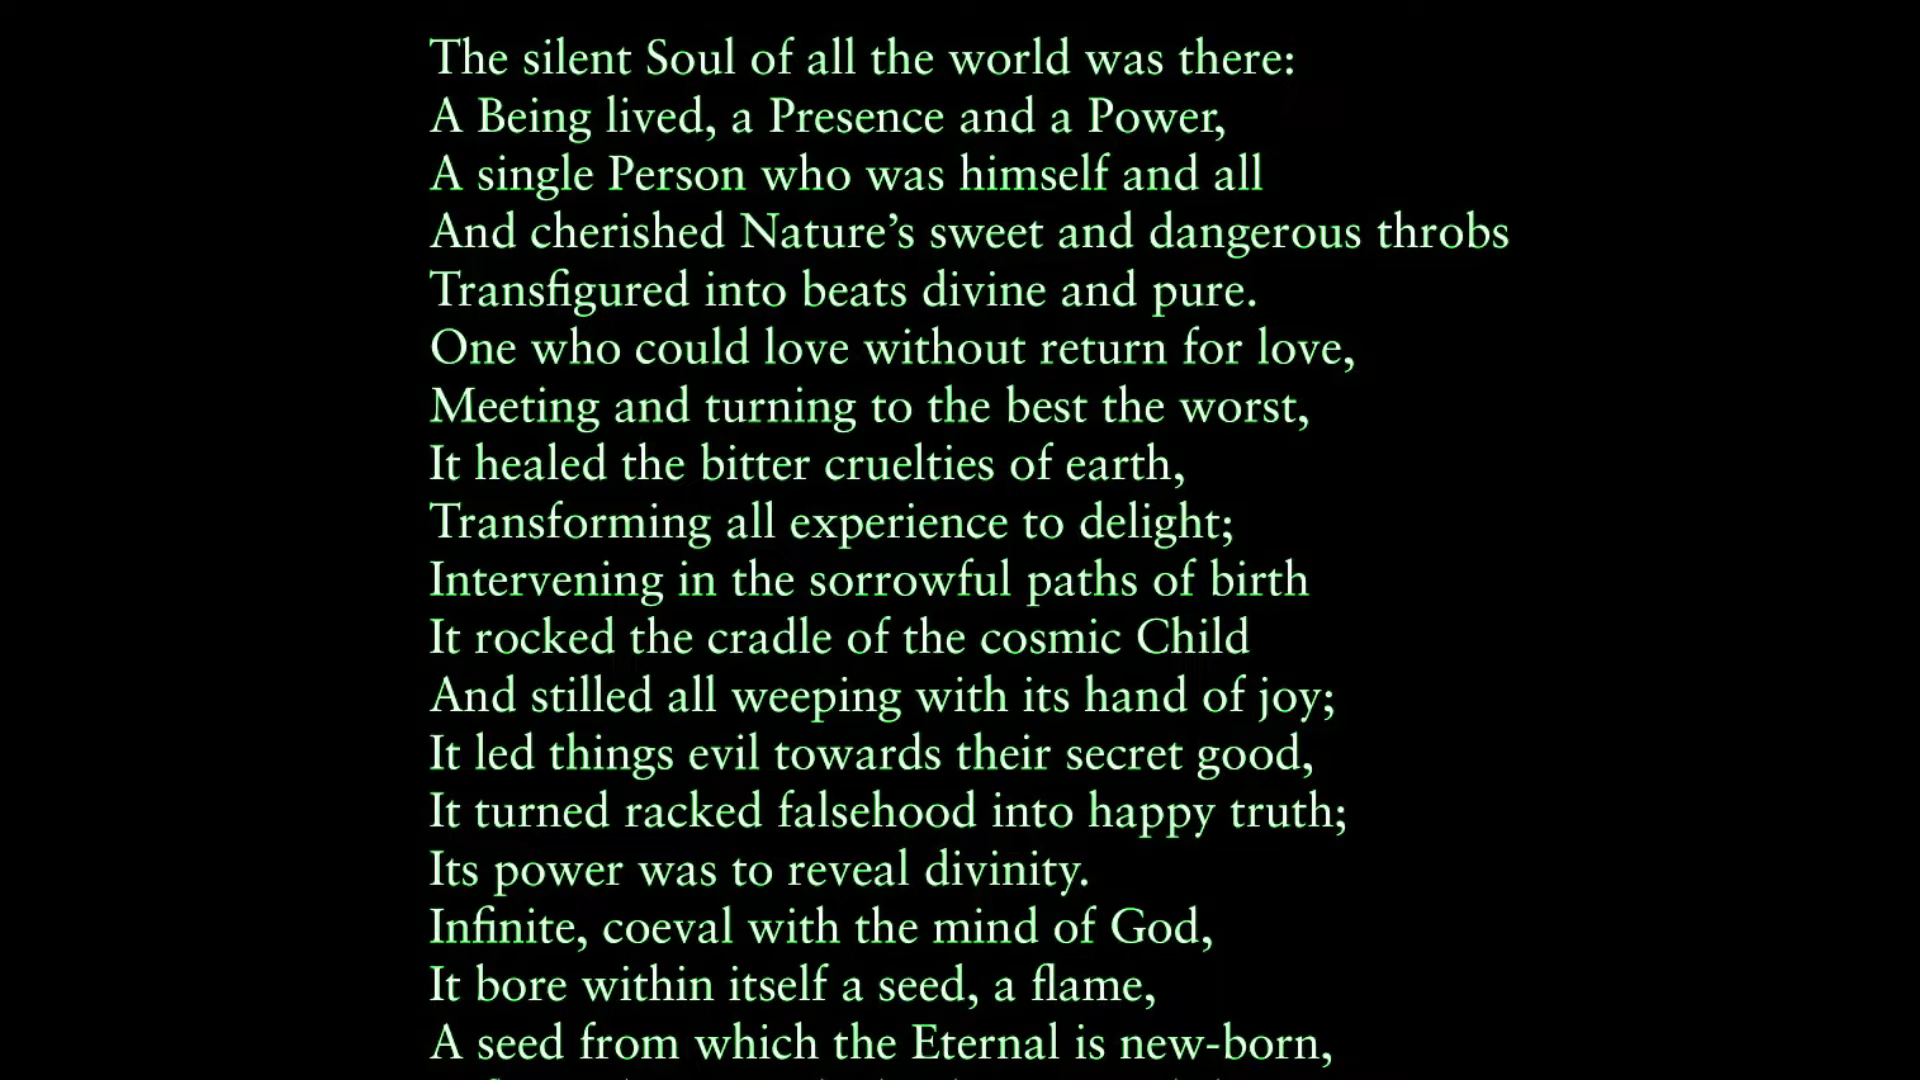 The silent Soul of all the world was there:
A Being lived, a Presence and a Power,
A single Person who was himself and all
And cherished Nature’s sweet and dangerous throbs
Transfigured into beats divine and pure.
One who could love without return for love,
Meeting and turning to the best the worst,
It healed the bitter cruelties of earth,
Transforming all experience to delight;
Intervening in the sorrowful paths of birth
It rocked the cradle of the cosmic Child
And stilled all weeping with its hand of joy;
It led things evil towards their secret good,
It turned racked falsehood into happy truth;
Its power was to reveal divinity.
Infinite, coeval with the mind of God,
It bore within itself a seed, a flame,
A seed from which the Eternal is new-born,